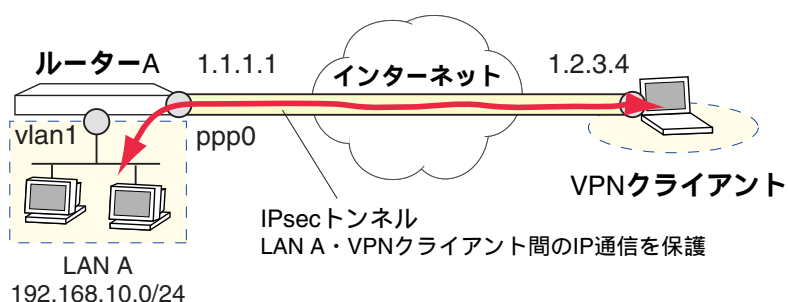 ルーターA
1.1.1.1
インターネット
1.2.3.4
vlan1
ppp0
VPNクライアント
IPsecトンネル
LAN A・VPNクライアント間のIP通信を保護
LAN A
192.168.10.0/24